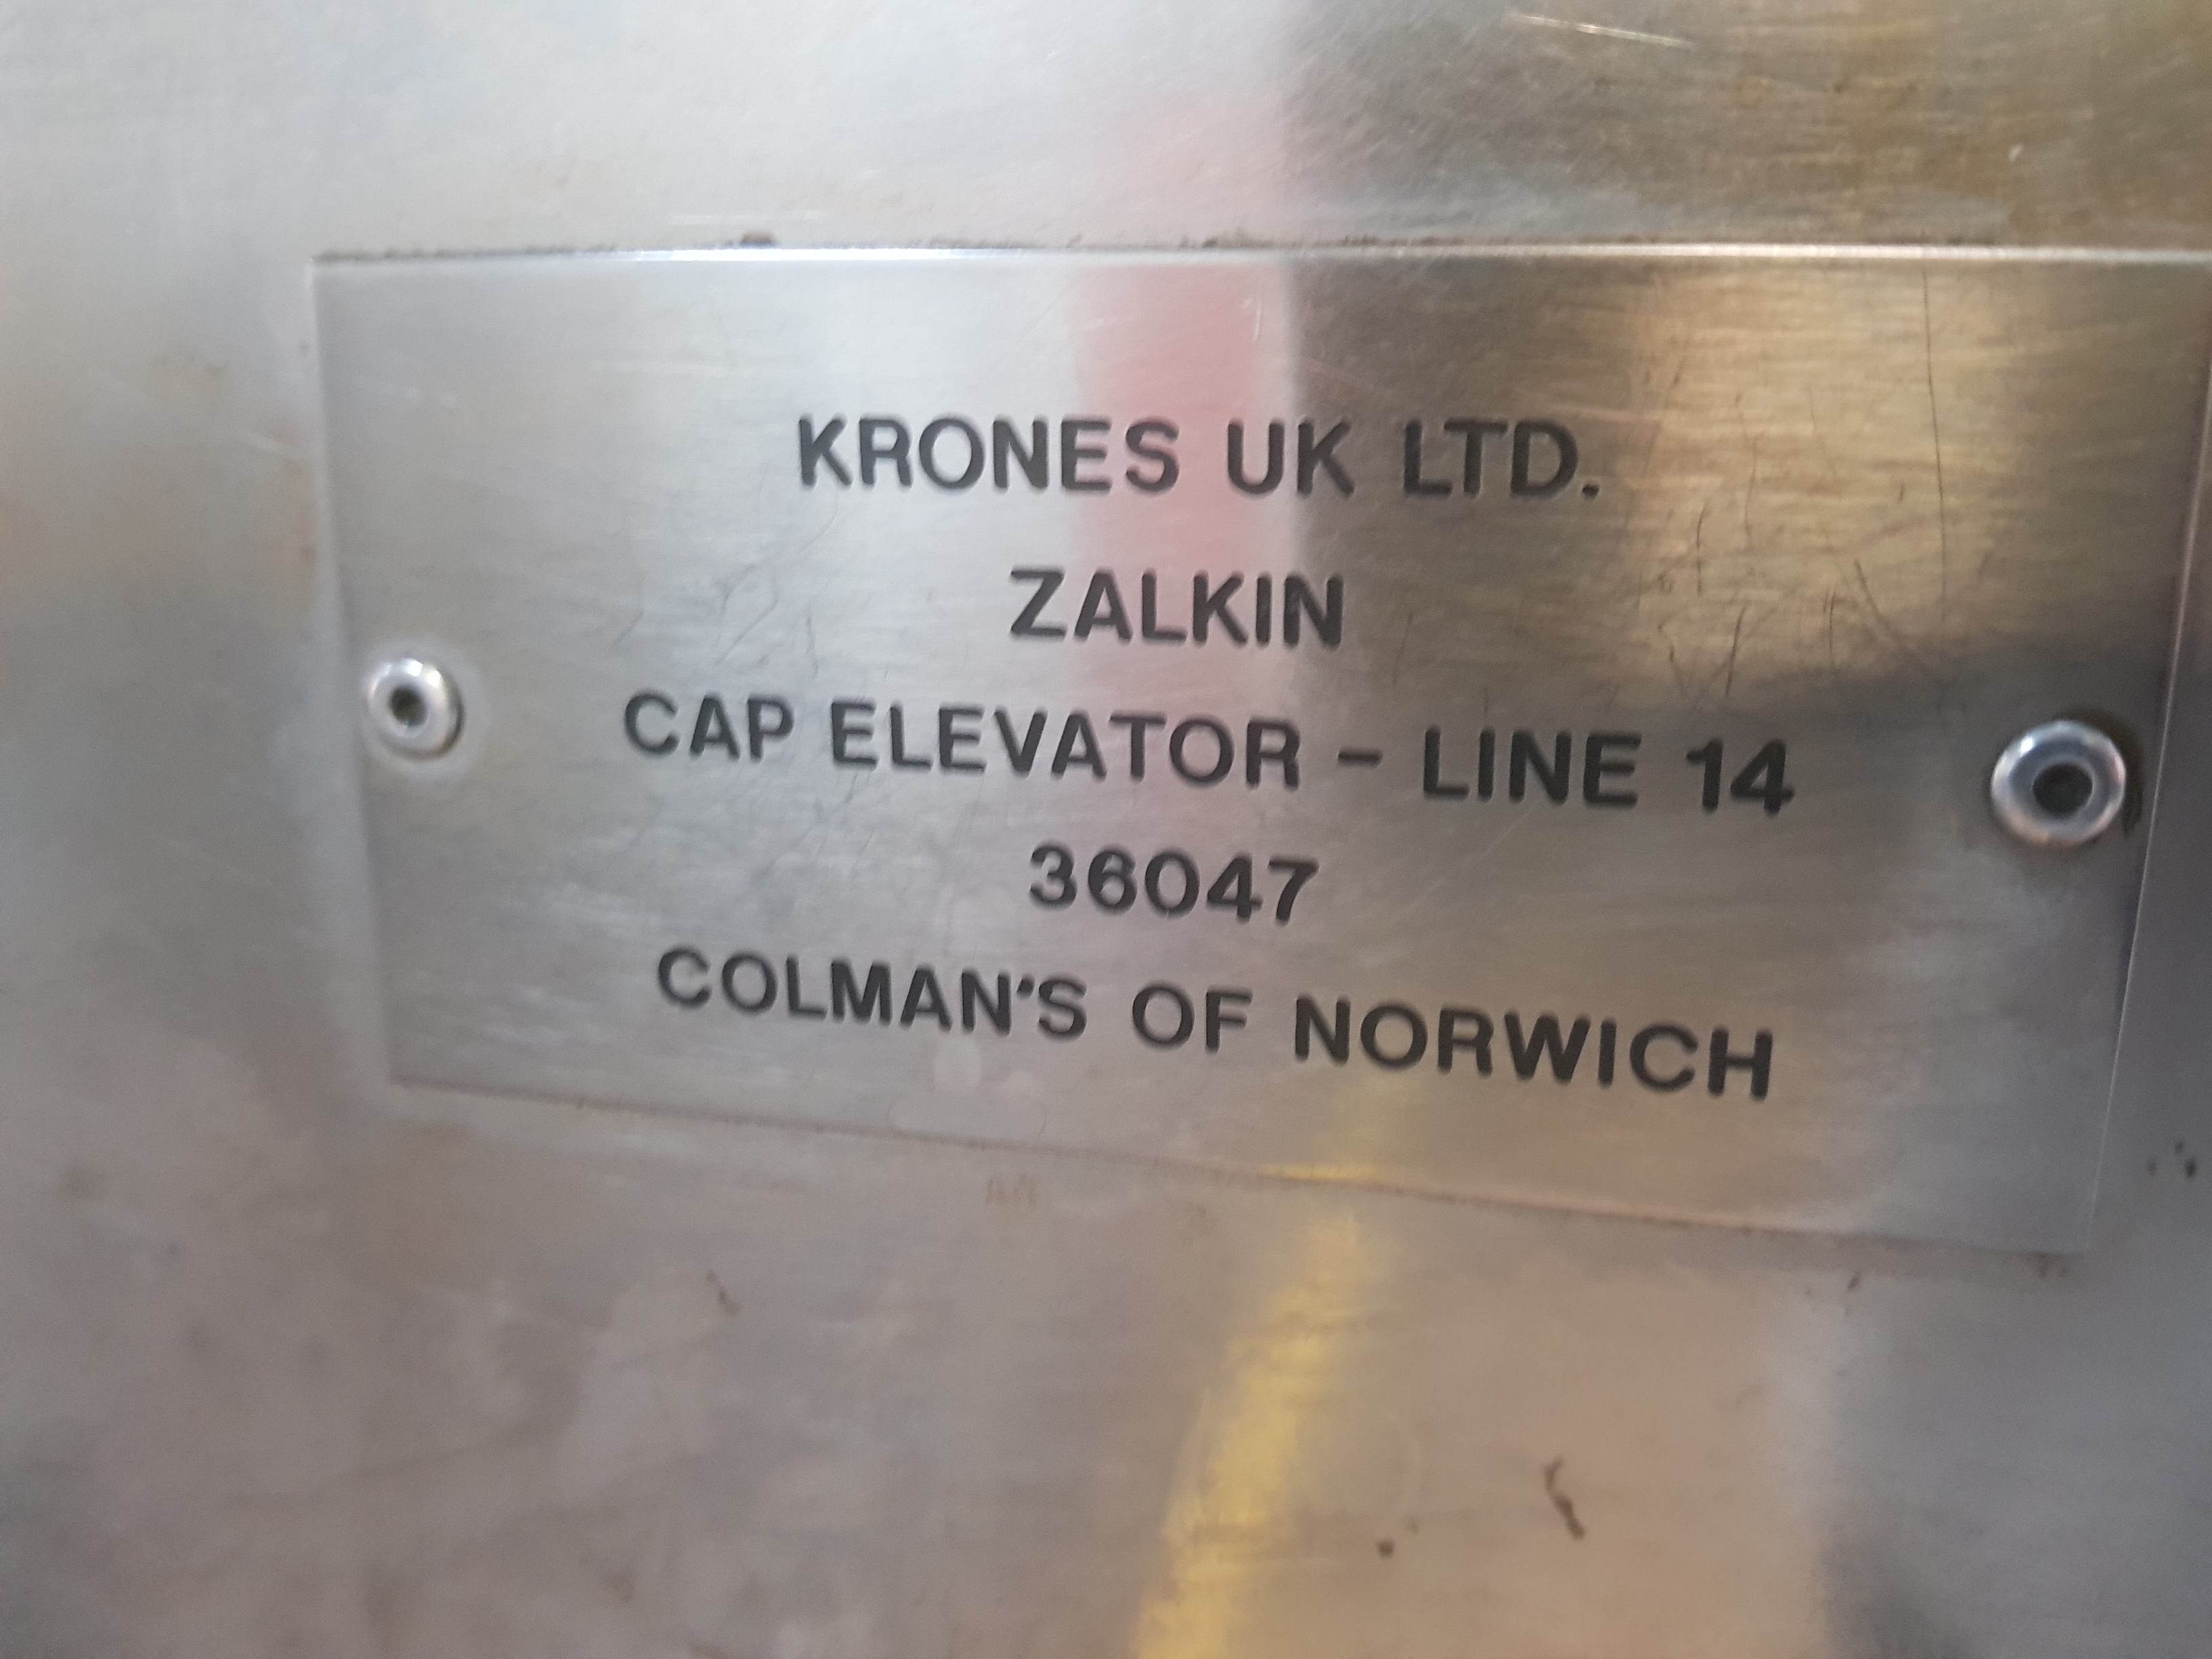 KRONES UK LTD.
ZALKIN
CAP ELEVATOR - LINE 14
36047
COLMAN'S OF NORWICH